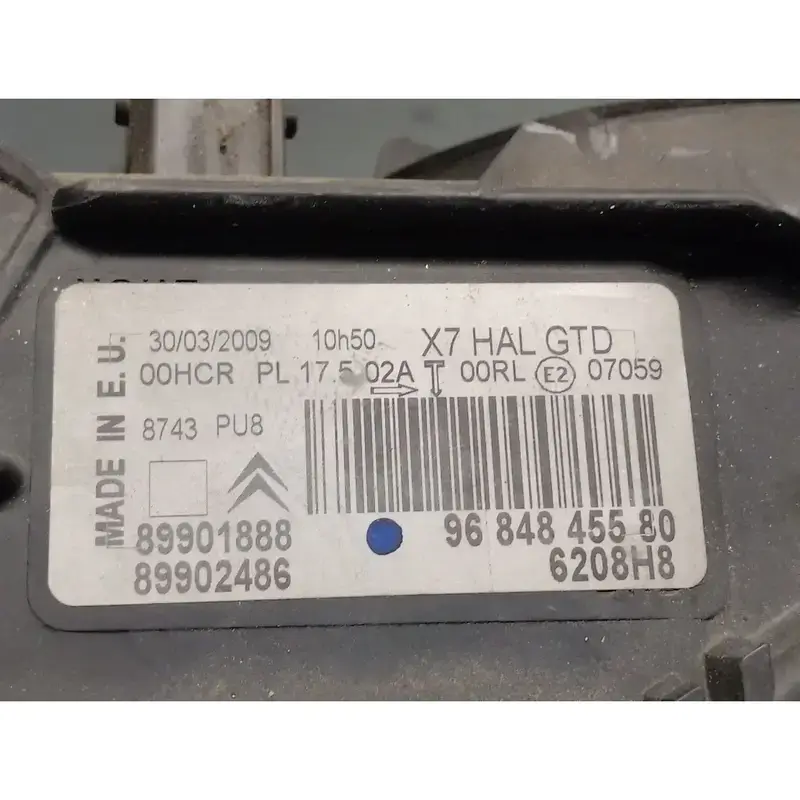 MADE IN E.U.
30/03/2009 10h50 X7 HAL GTD
00HCR PL 17.5 02A T 00RL E2 07059
8743 PU8
89901888 96 848 455 80
89902486 6208H8